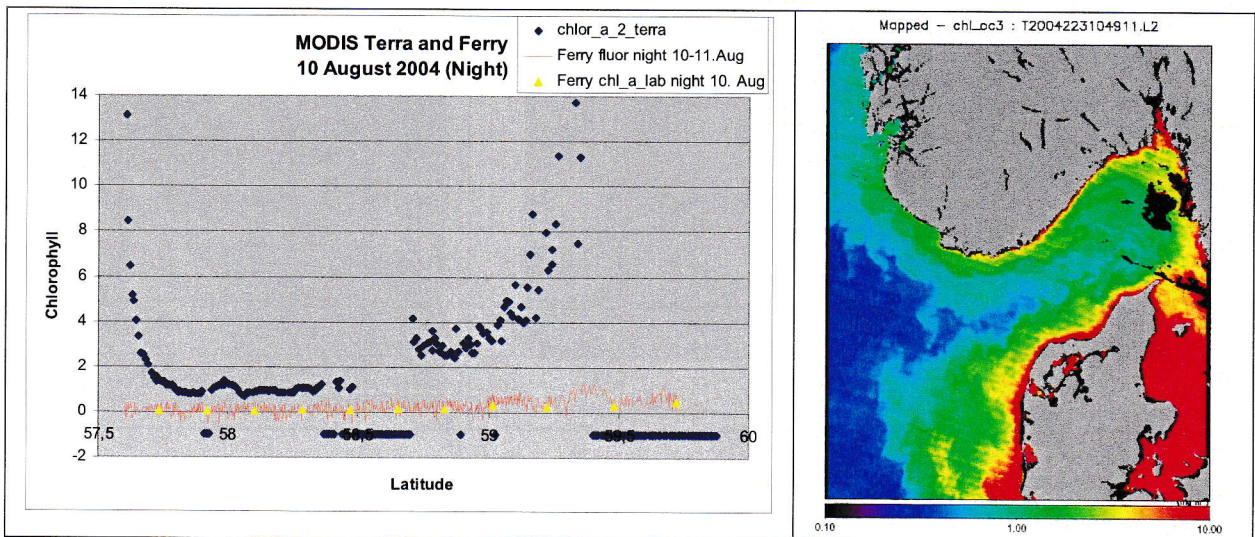 MODIS Terra and Ferry
10 August 2004 (Night)
chlor_a_2_terra
Ferry fluor night 10-11.Aug
Ferry chl_a_lab night 10. Aug
Chlorophyll
14
12
10
8
6
4
2
0
-2
57,5
58
59
59,5
60
Latitude
Mapped - chl_oc3 : T2004223104911.L2
0.10
1.00
10.00